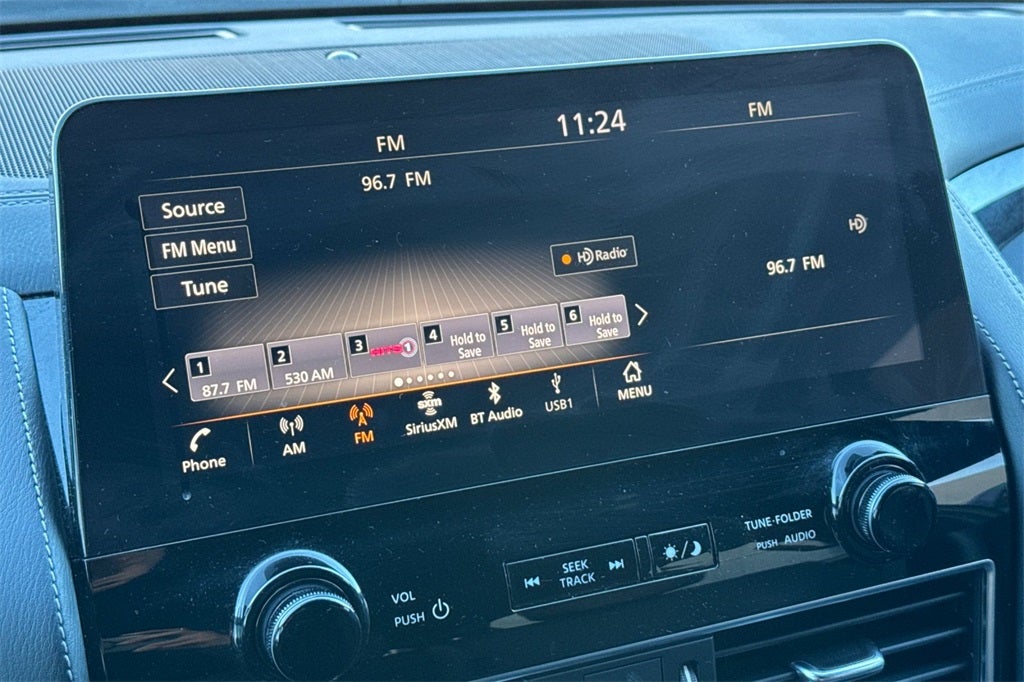 FM
11:24
FM
96.7 FM
Source
FM Menu
Tune
HD Radio
HD
96.7 FM
1
87.7 FM
2
530 AM
3
4
Hold to
Save
5
Hold to
Save
6
Hold to
Save
Phone
AM
FM
sxm
SiriusXM
BT Audio
USB1
MENU
VOL
PUSH
SEEK
TRACK
TUNE·FOLDER
PUSH AUDIO